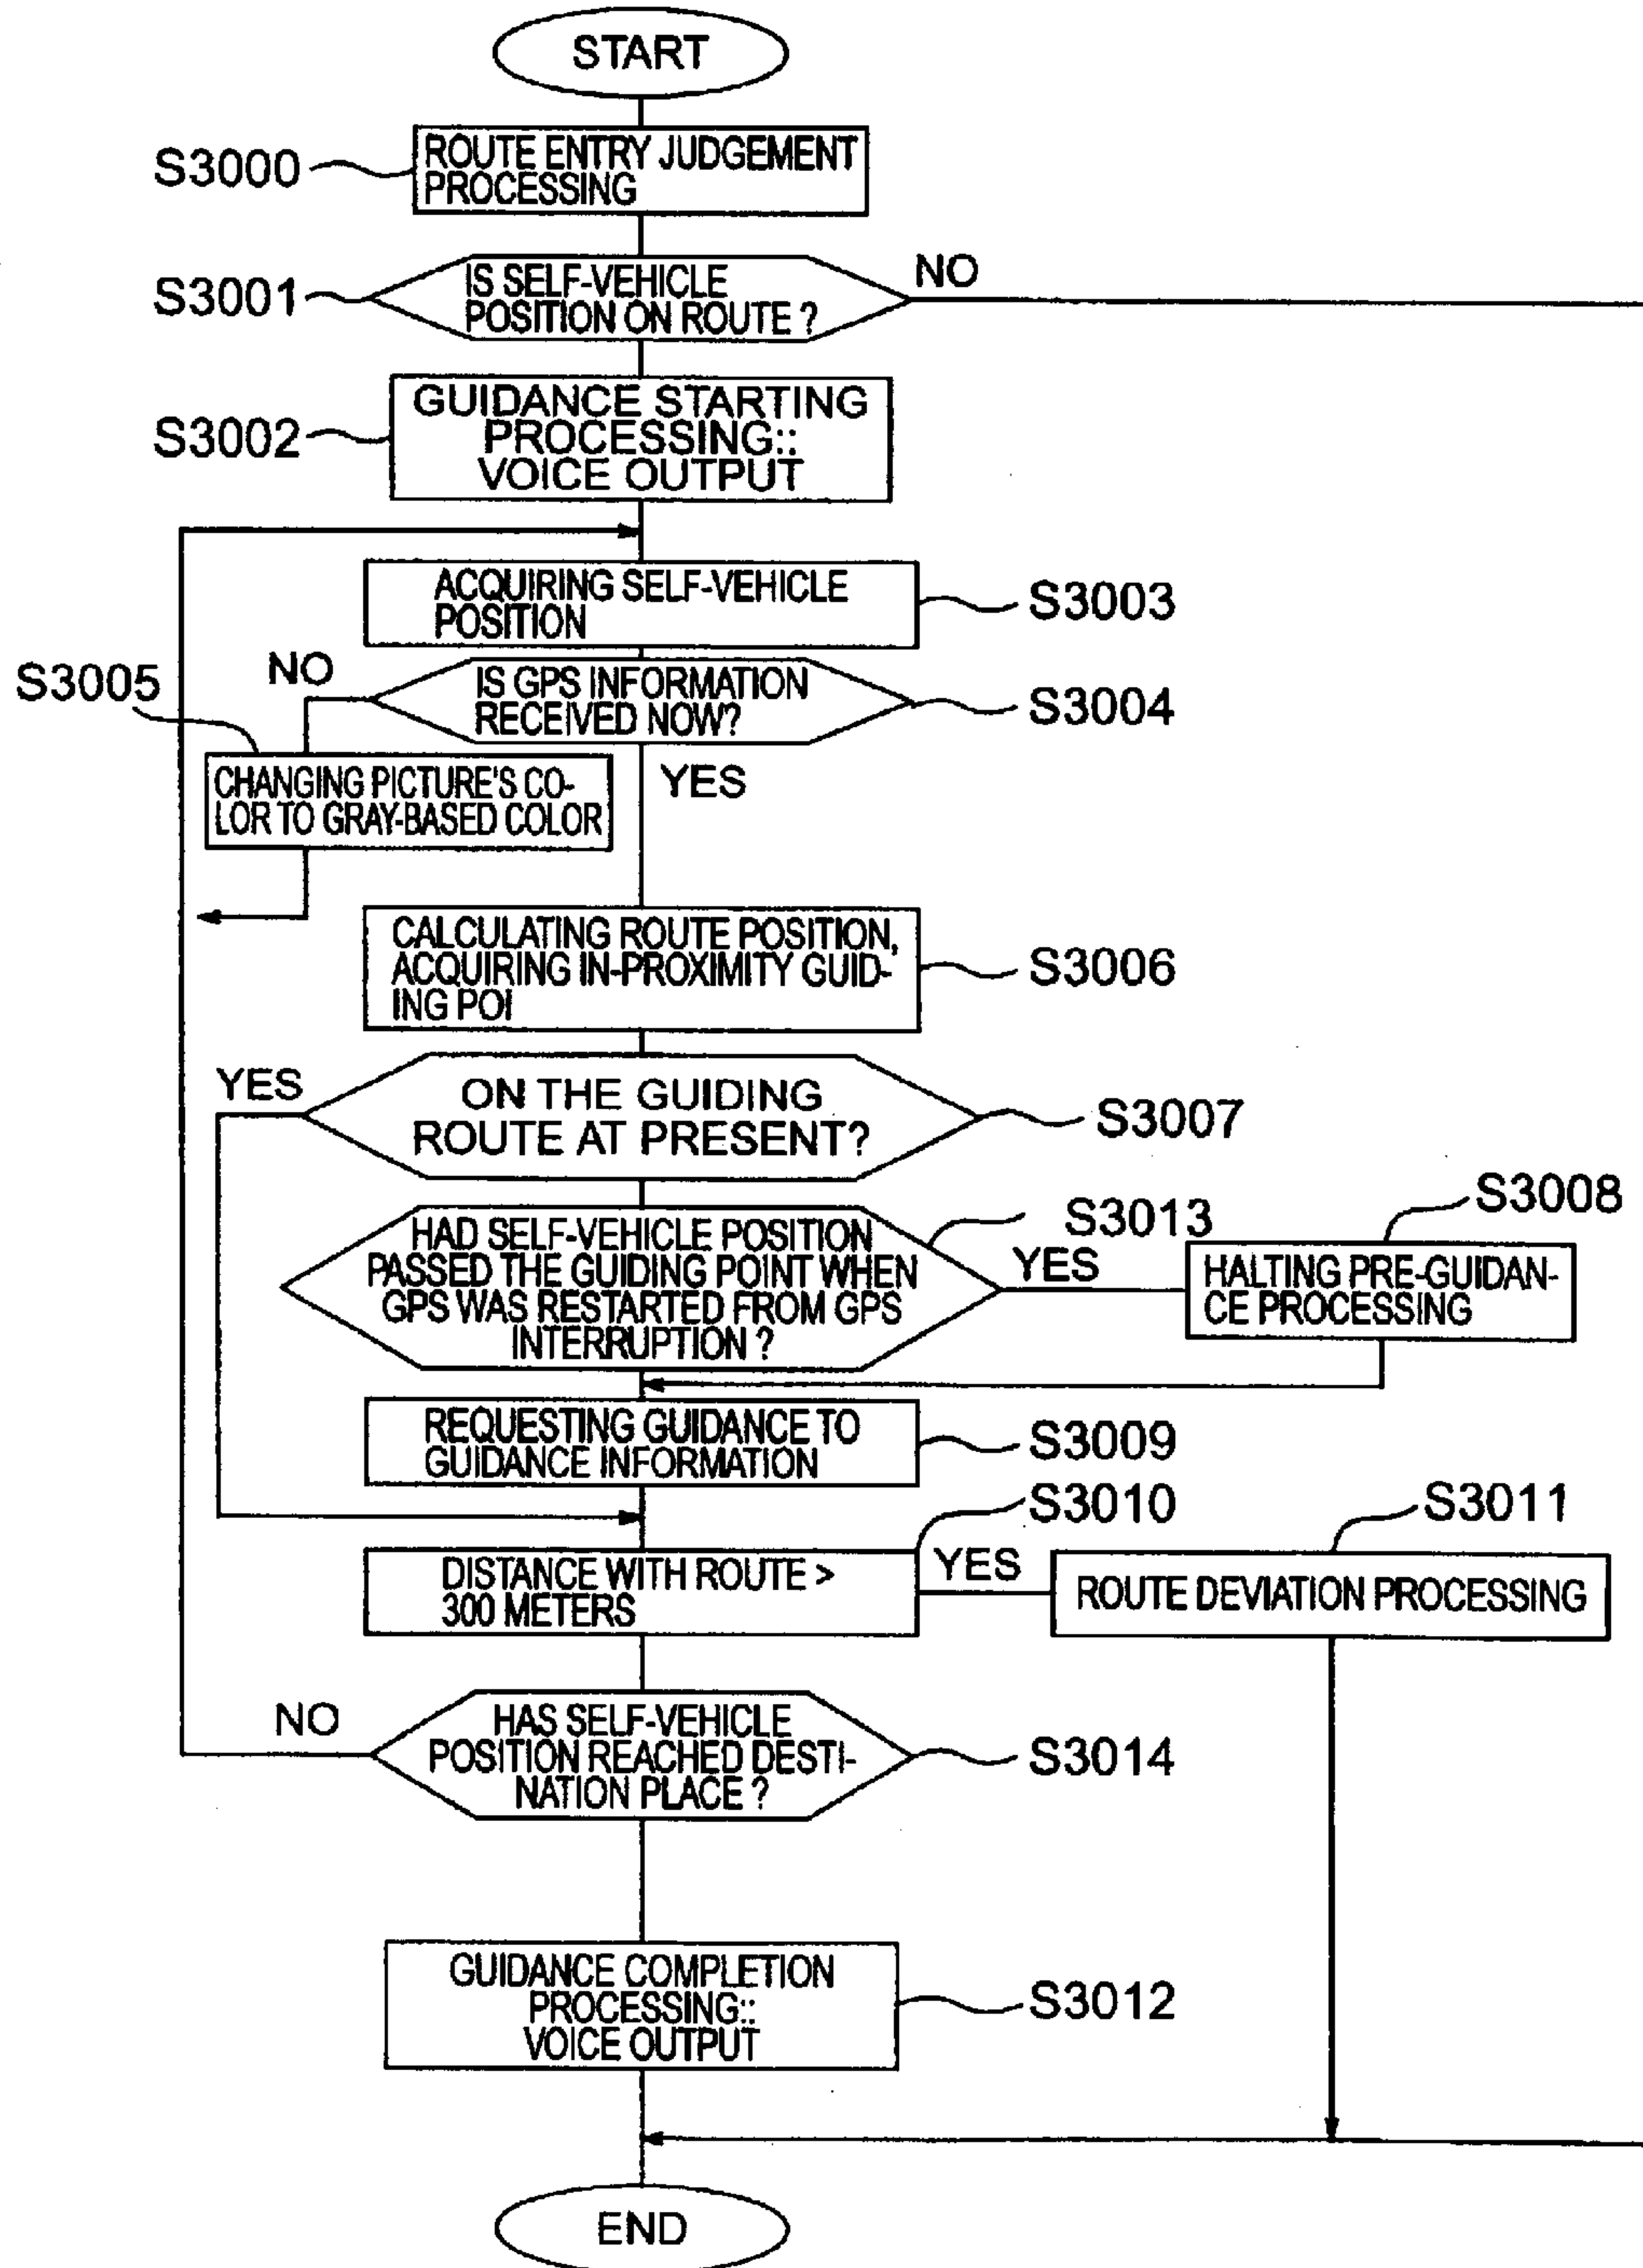 START
S3000
ROUTE ENTRY JUDGEMENT
PROCESSING
S3001
IS SELF-VEHICLE
POSITION ON ROUTE ?
NO
S3002
GUIDANCE STARTING
PROCESSING::
VOICE OUTPUT
ACQUIRING SELF-VEHICLE
POSITION
S3003
S3005
NO
IS GPS INFORMATION
RECEIVED NOW?
S3004
CHANGING PICTURE'S CO-
LOR TO GRAY-BASED COLOR
YES
CALCULATING ROUTE POSITION,
ACQUIRING IN-PROXIMITY GUID-
ING POI
S3006
YES
ON THE GUIDING
ROUTE AT PRESENT?
S3007
HAD SELF-VEHICLE POSITION
PASSED THE GUIDING POINT WHEN
GPS WAS RESTARTED FROM GPS
INTERRUPTION ?
S3013
YES
S3008
HALTING PRE-GUIDAN-
CE PROCESSING
REQUESTING GUIDANCE TO
GUIDANCE INFORMATION
S3009
S3010
DISTANCE WITH ROUTE >
300 METERS
YES
S3011
ROUTE DEVIATION PROCESSING
NO
HAS SELF-VEHICLE
POSITION REACHED DESTI-
NATION PLACE ?
S3014
GUIDANCE COMPLETION
PROCESSING::
VOICE OUTPUT
S3012
END